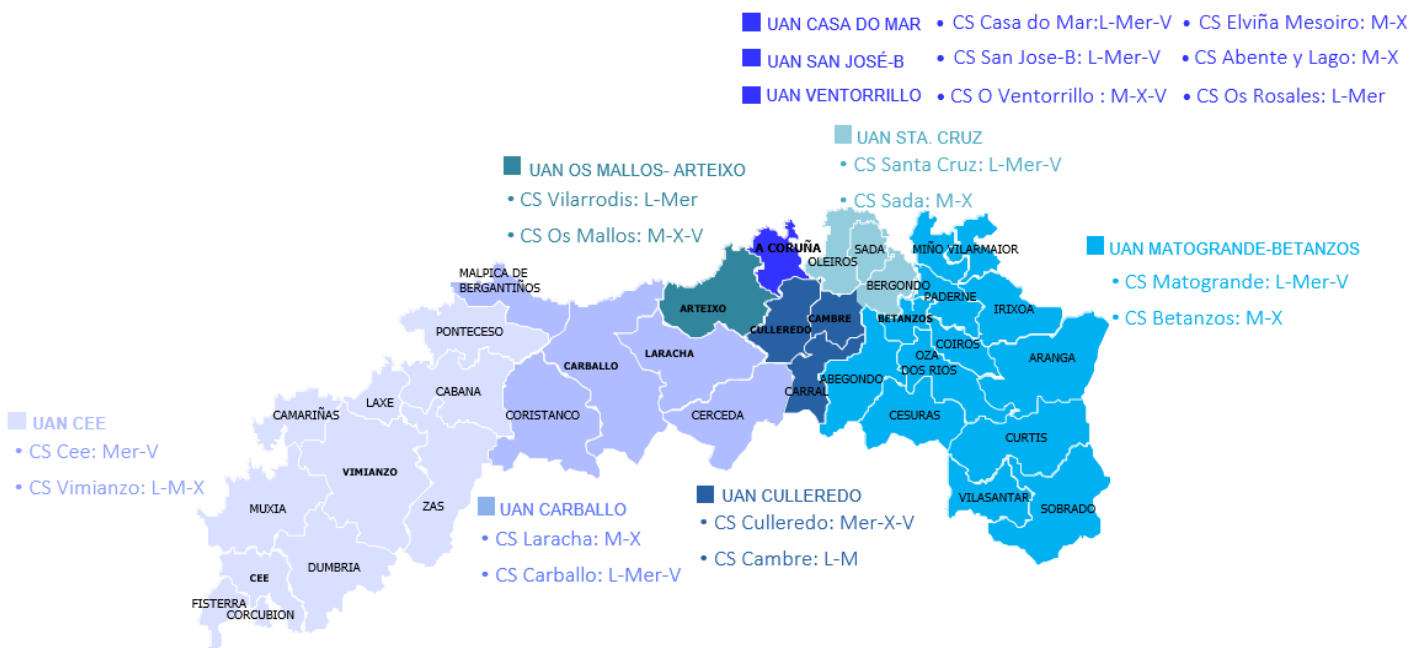 UAN CASA DO MAR • CS Casa do Mar:L-Mer-V • CS Elviña Mesoiro: M-X
UAN SAN JOSÉ-B • CS San Jose-B: L-Mer-V • CS Abente y Lago: M-X
UAN VENTORRILLO • CS O Ventorrillo : M-X-V • CS Os Rosales: L-Mer
UAN STA. CRUZ
• CS Santa Cruz: L-Mer-V
• CS Sada: M-X
UAN OS MALLOS- ARTEIXO
• CS Vilarrodis: L-Mer
• CS Os Mallos: M-X-V
UAN MATOGRANDE-BETANZOS
• CS Matogrande: L-Mer-V
• CS Betanzos: M-X
A CORUÑA
OLEIROS
SADA
BERGONDO
MIÑO
VILARMAIOR
PADERNE
IRIXOA
MALPICA DE
BERGANTIÑOS
ARTEIXO
CULLEREDO
CAMBRE
BETANZOS
COIROS
ARANGA
PONTECESO
CARBALLO
LARACHA
OZA
DOS RIOS
ABEGONDO
CARRAL
CESURAS
CABANA
LAXE
CAMARIÑAS
CORISTANCO
CERCEDA
CURTIS
VIMIANZO
ZAS
MUXIA
VILASANTAR
SOBRADO
DUMBRIA
CEE
FISTERRA
CORCUBION
UAN CEE
• CS Cee: Mer-V
• CS Vimianzo: L-M-X
UAN CARBALLO
• CS Laracha: M-X
• CS Carballo: L-Mer-V
UAN CULLEREDO
• CS Culleredo: Mer-X-V
• CS Cambre: L-M